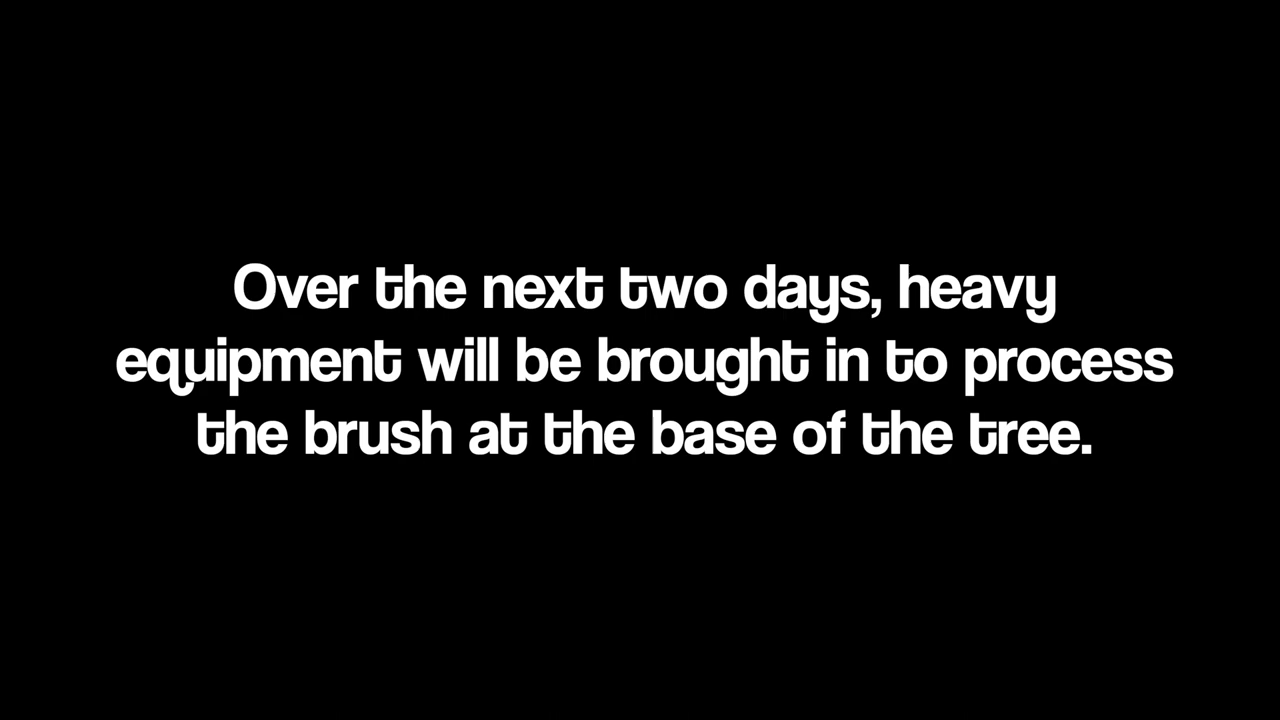 Over the next two days, heavy
equipment will be brought in to process
the brush at the base of the tree.